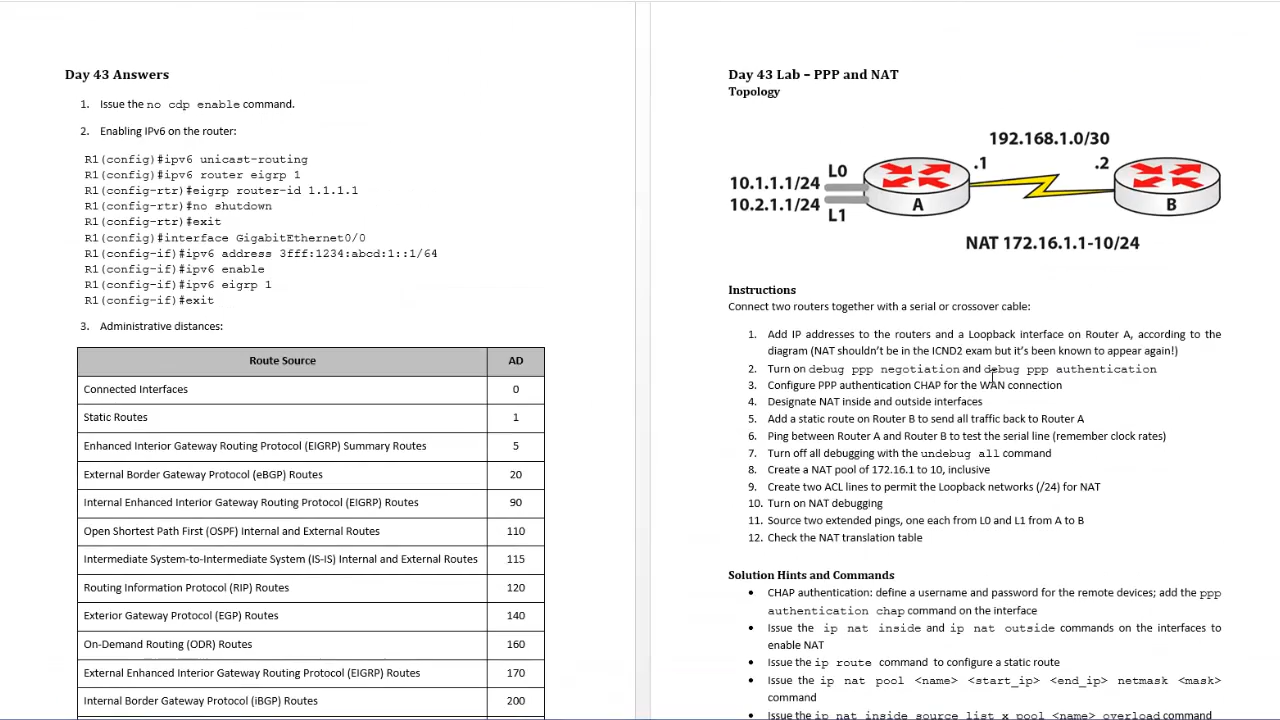 Day 43 Answers
1. Issue the no cdp enable command.
2. Enabling IPv6 on the router:
R1(config)#ipv6 unicast-routing
R1(config)#ipv6 router eigrp 1
R1(config-rtr)#eigrp router-id 1.1.1.1
R1(config-rtr)#no shutdown
R1(config-rtr)#exit
R1(config)#interface GigabitEthernet0/0
R1(config-if)#ipv6 address 3fff:1234:abcd:1::1/64
R1(config-if)#ipv6 enable
R1(config-if)#ipv6 eigrp 1
R1(config-if)#exit
3. Administrative distances:
Route Source AD
Connected Interfaces 0
Static Routes 1
Enhanced Interior Gateway Routing Protocol (EIGRP) Summary Routes 5
External Border Gateway Protocol (eBGP) Routes 20
Internal Enhanced Interior Gateway Routing Protocol (EIGRP) Routes 90
Open Shortest Path First (OSPF) internal and External Routes 110
Intermediate System-to-Intermediate System (IS-IS) Internal and External Routes 115
Routing Information Protocol (RIP) Routes 120
Exterior Gateway Protocol (EGP) Routes 140
On-Demand Routing (ODR) Routes 160
External Enhanced Interior Gateway Routing Protocol (EIGRP) Routes 170
Internal Border Gateway Protocol (iBGP) Routes 200
Day 43 Lab – PPP and NAT
Topology
192.168.1.0/30
.1 .2
L0
10.1.1.1/24
10.2.1.1/24
L1
A B
NAT 172.16.1.1-10/24
Instructions
Connect two routers together with a serial or crossover cable:
1. Add IP addresses to the routers and a Loopback interface on Router A, according to the
diagram (NAT shouldn't be in the ICND2 exam but it's been known to appear again!)
2. Turn on debug ppp negotiation and debug ppp authentication
3. Configure PPP authentication CHAP for the WAN connection
4. Designate NAT inside and outside interfaces
5. Add a static route on Router B to send all traffic back to Router A
6. Ping between Router A and Router B to test the serial line (remember clock rates)
7. Turn off all debugging with the undebug all command
8. Create a NAT pool of 172.16.1 to 10, inclusive
9. Create two ACL lines to permit the Loopback networks (/24) for NAT
10. Turn on NAT debugging
11. Source two extended pings, one each from L0 and L1 from A to B
12. Check the NAT translation table
Solution Hints and Commands
• CHAP authentication: define a username and password for the remote devices; add the ppp
authentication chap command on the interface
• Issue the ip nat inside and ip nat outside commands on the interfaces to
enable NAT
• Issue the ip route command to configure a static route
• Issue the ip nat pool <name> <start_ip> <end_ip> netmask <mask>
command
• Issue the ip nat inside source list x pool <name> overload command